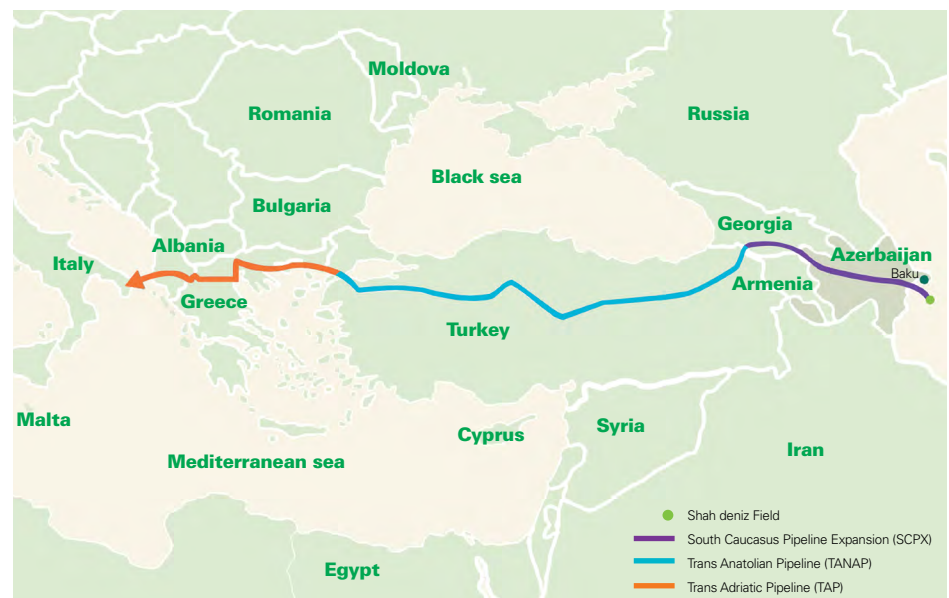 Moldova
Romania
Russia
Black sea
Bulgaria
Georgia
Albania
Azerbaijan
Italy
Baku
Armenia
Greece
Turkey
Malta
Cyprus
Syria
Iran
Mediterranean sea
Shah deniz Field
South Caucasus Pipeline Expansion (SCPX)
Trans Anatolian Pipeline (TANAP)
Egypt
Trans Adriatic Pipeline (TAP)